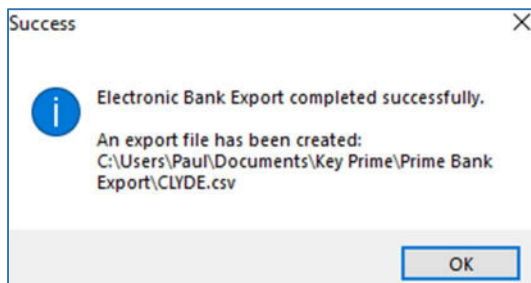 Success
Electronic Bank Export completed successfully.
An export file has been created:
C:\Users\Paul\Documents\Key Prime\Prime Bank
Export\CLYDE.csv
OK